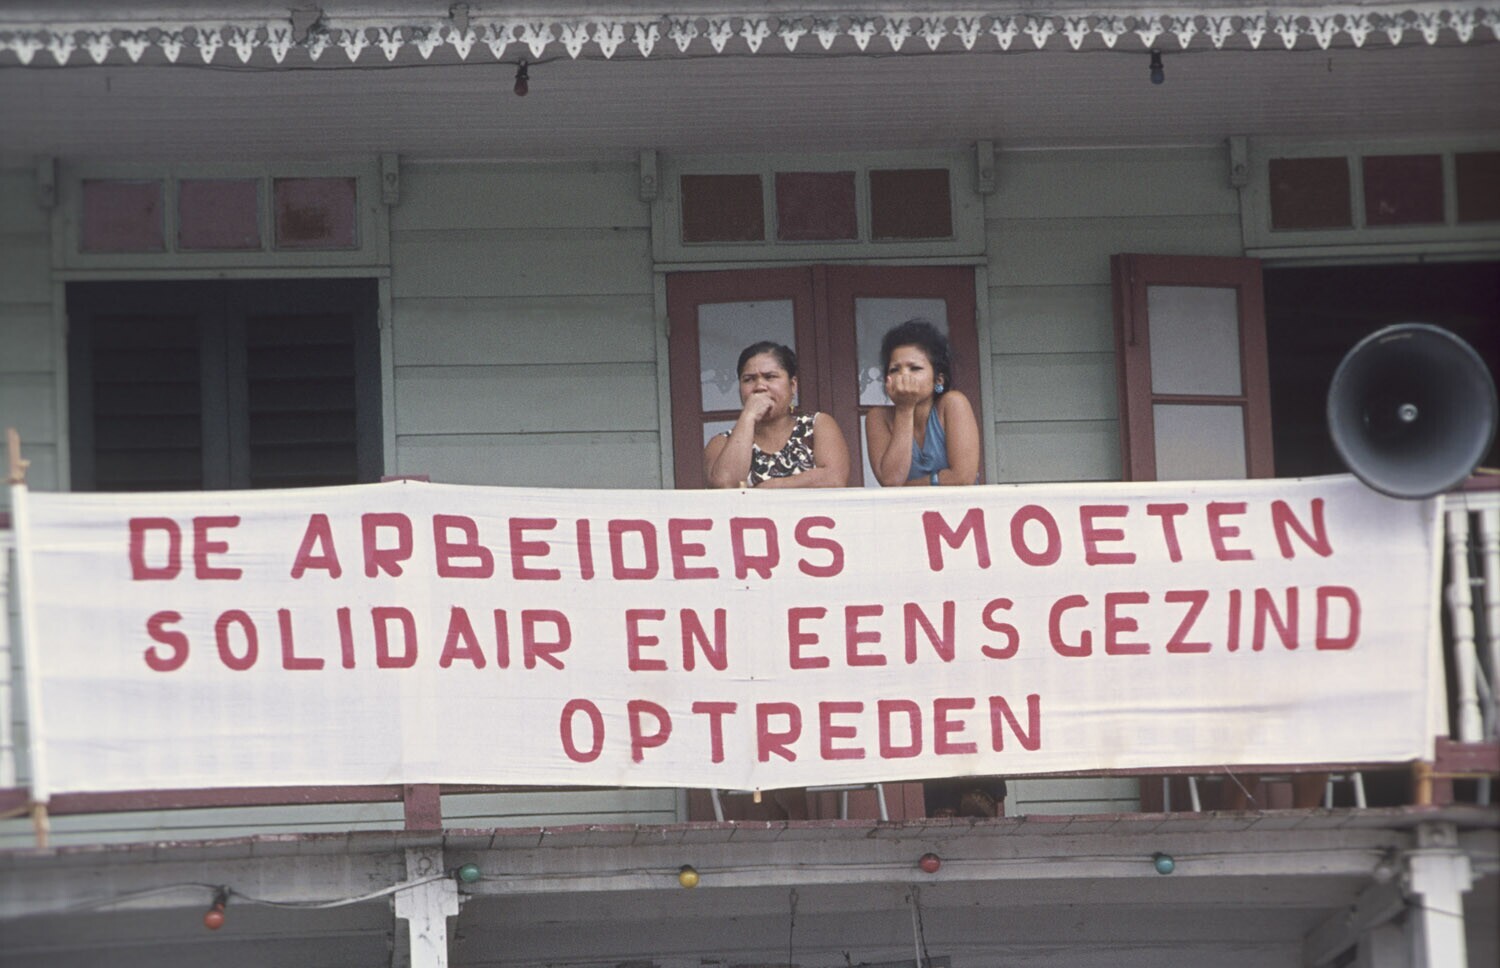 DE ARBEIDERS MOETEN
SOLIDAIR EN EENSGEZIND
OPTREDEN